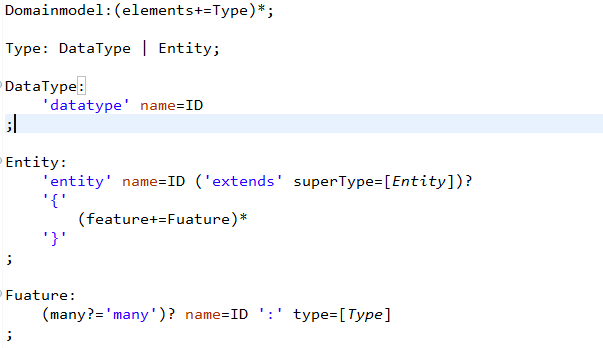 Domainmodel:(elements+=Type)*;
Type: DataType | Entity;
DataType:
'datatype' name=ID
;
Entity:
'entity' name=ID ('extends' superType=[Entity])?
'{'
(feature+=Fuature)*
'}'
;
Fuature:
(many?='many')? name=ID ':' type=[Type]
;